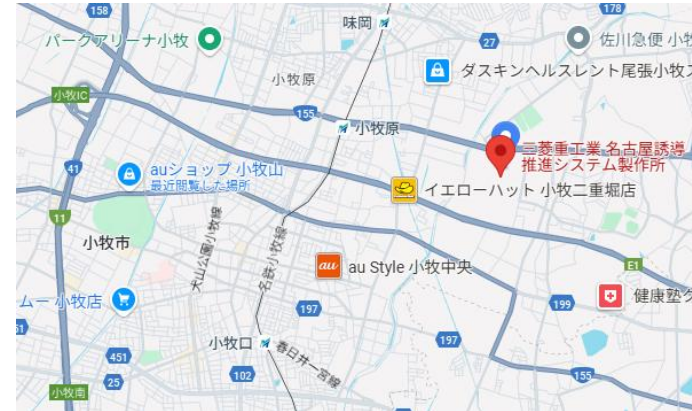 158
味岡
178
パークアリーナ小牧
27
佐川急便 小牧
ダスキンヘルスレント尾張小牧ス
小牧原
小牧IC
155
小牧原
三菱重工業 名古屋誘導
推進システム製作所
41
auショップ 小牧山
最近閲覧した場所
イエローハット 小牧二重堀店
11
小牧市
犬山公園小牧線
名鉄小牧線
au
au Style 小牧中央
E1
ムー 小牧店
197
199
健康塾ク
51
小牧口
春日井一宮線
197
451
25
102
155
小牧南